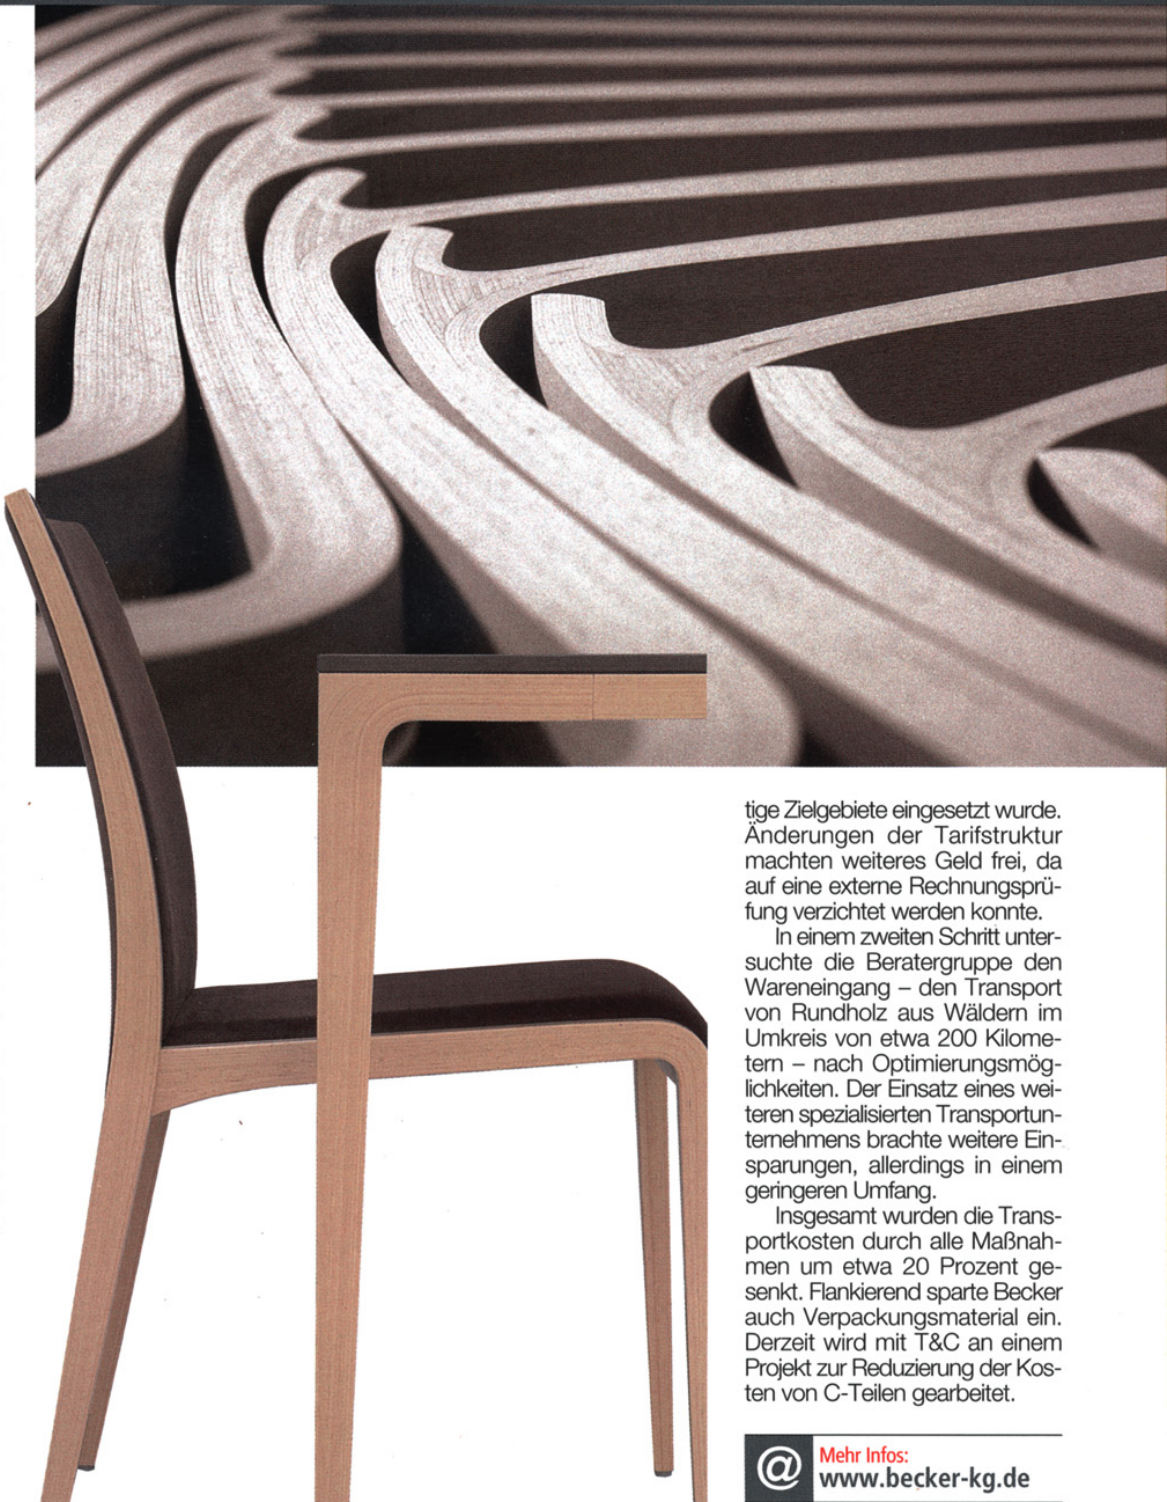 tige Zielgebiete eingesetzt wurde.
Änderungen der Tarifstruktur
machten weiteres Geld frei, da
auf eine externe Rechnungsprü-
fung verzichtet werden konnte.
In einem zweiten Schritt unter-
suchte die Beratergruppe den
Wareneingang – den Transport
von Rundholz aus Wäldern im
Umkreis von etwa 200 Kilome-
tern – nach Optimierungsmög-
lichkeiten. Der Einsatz eines wei-
teren spezialisierten Transportun-
ternehmens brachte weitere Ein-
sparungen, allerdings in einem
geringeren Umfang.
Insgesamt wurden die Trans-
portkosten durch alle Maßnah-
men um etwa 20 Prozent ge-
senkt. Flankierend sparte Becker
auch Verpackungsmaterial ein.
Derzeit wird mit T&C an einem
Projekt zur Reduzierung der Kos-
ten von C-Teilen gearbeitet.
@ Mehr Infos:
www.becker-kg.de